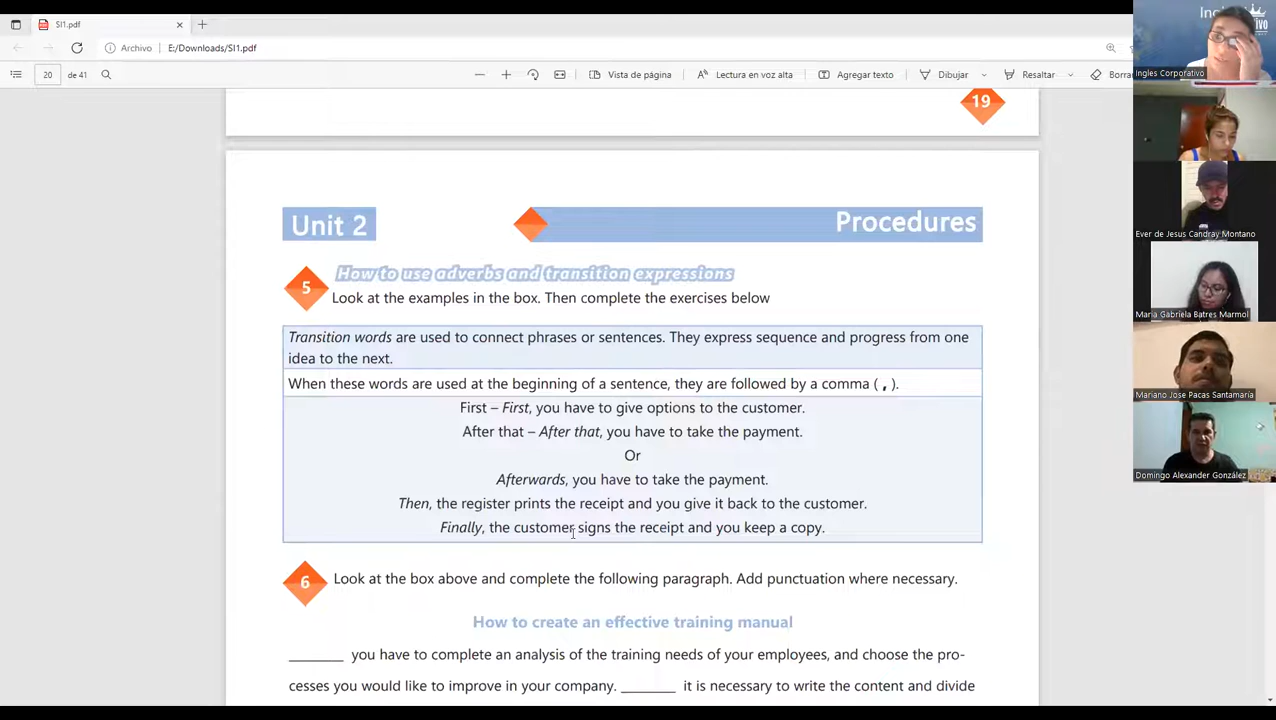 SI1.pdf
Archivo E:/Downloads/SI1.pdf
20 de 41 Vista de página Lectura en voz alta Agregar texto Dibujar Resaltar Borrar
19
Unit 2 Procedures
5 How to use adverbs and transition expressions
Look at the examples in the box. Then complete the exercises below
Transition words are used to connect phrases or sentences. They express sequence and progress from one
idea to the next.
When these words are used at the beginning of a sentence, they are followed by a comma ( , ).
First – First, you have to give options to the customer.
After that – After that, you have to take the payment.
Or
Afterwards, you have to take the payment.
Then, the register prints the receipt and you give it back to the customer.
Finally, the customer signs the receipt and you keep a copy.
6 Look at the box above and complete the following paragraph. Add punctuation where necessary.
How to create an effective training manual
_______ you have to complete an analysis of the training needs of your employees, and choose the pro-
cesses you would like to improve in your company. _______ it is necessary to write the content and divide
Ingles Corporativo
Ever de Jesus Candray Montano
Maria Gabriela Batres Marmol
Mariano Jose Pacas Santamaría
Domingo Alexander González